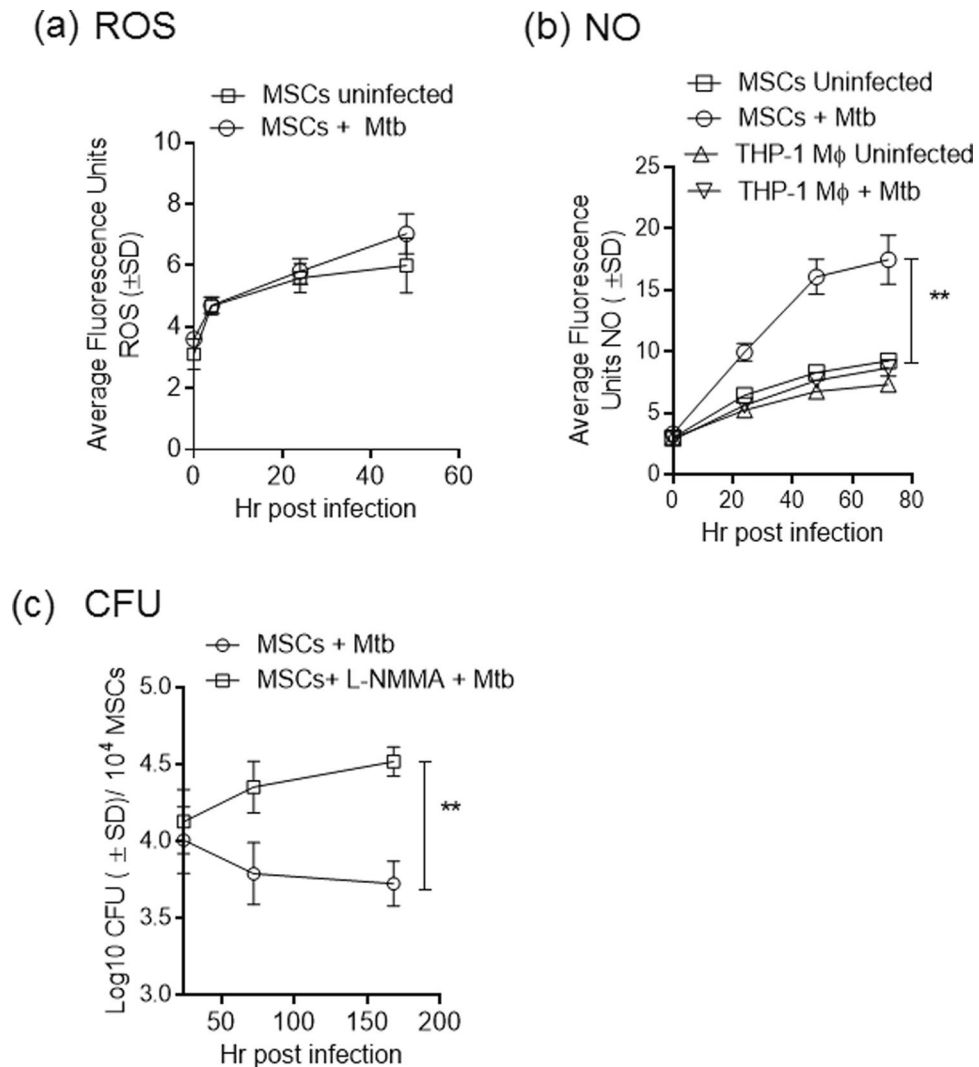 (a) ROS
MSCs uninfected
MSCs + Mtb
Average Fluorescence Units
ROS (±SD)
10
8
6
4
2
0
0 20 40 60
Hr post infection
(b) NO
MSCs Uninfected
MSCs + Mtb
THP-1 Mϕ Uninfected
THP-1 Mϕ + Mtb
Average Fluorescence
Units NO ( ±SD)
25
20
15
10
5
0
**
0 20 40 60 80
Hr post infection
(c) CFU
MSCs + Mtb
MSCs+ L-NMMA + Mtb
Log10 CFU ( ± SD)/ 10⁴ MSCs
5.0
4.5
4.0
3.5
3.0
**
50 100 150 200
Hr post infection